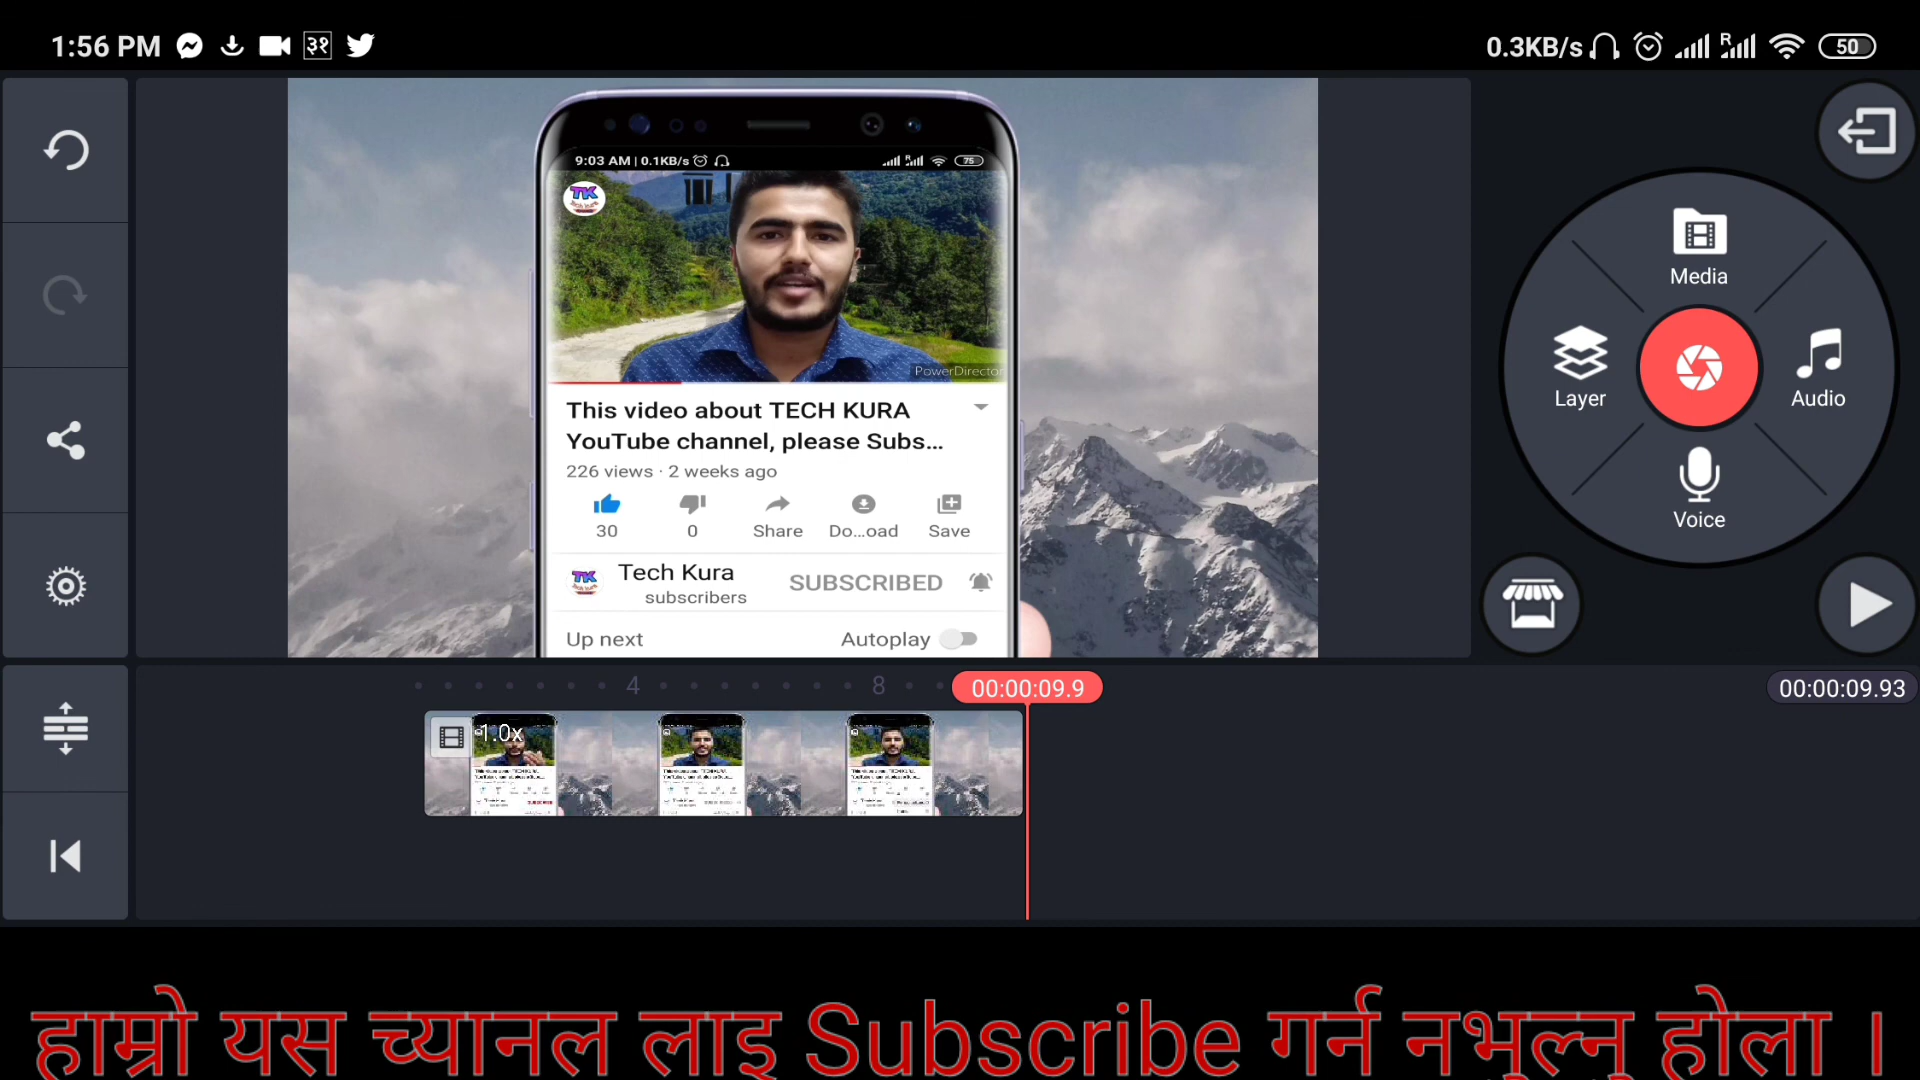 1:56 PM ३१ 0.3KB/s R 50
9:03 AM | 0.1KB/s R 75
TK
PowerDirector
This video about TECH KURA
YouTube channel, please Subs...
226 views · 2 weeks ago
30 0 Share Do...oad Save
TK Tech Kura SUBSCRIBED
subscribers
Up next Autoplay
Media
Layer Audio
Voice
4 8 00:00:09.9 00:00:09.93
1.0x
हाम्रो यस च्यानल लाइ Subscribe गर्न नभुल्नु होला ।